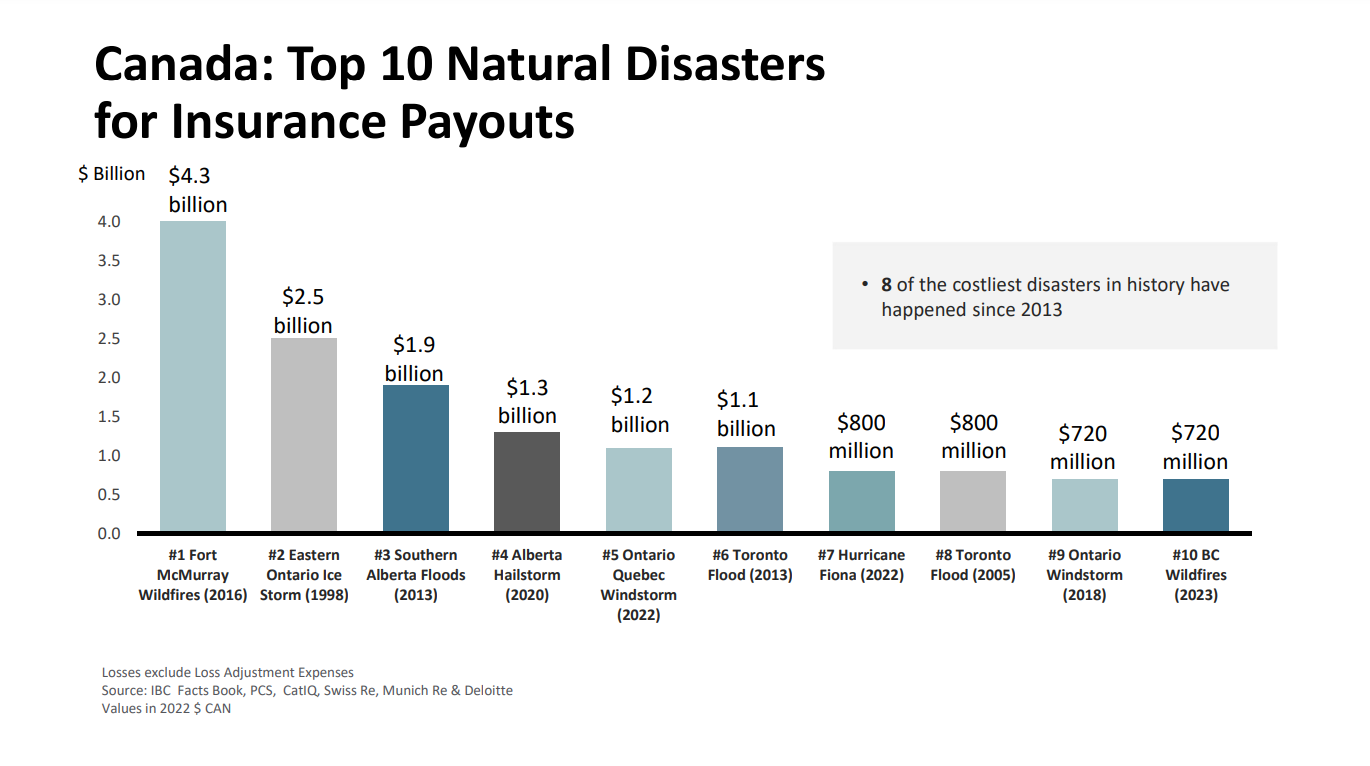 Canada: Top 10 Natural Disasters
for Insurance Payouts
$ Billion
$4.3
billion
4.0
3.5
3.0
2.5
2.0
1.5
1.0
0.5
0.0
$2.5
billion
$1.9
billion
$1.3
billion
$1.2
billion
$1.1
billion
$800
million
$800
million
$720
million
$720
million
• 8 of the costliest disasters in history have
happened since 2013
#1 Fort
McMurray
Wildfires (2016)
#2 Eastern
Ontario Ice
Storm (1998)
#3 Southern
Alberta Floods
(2013)
#4 Alberta
Hailstorm
(2020)
#5 Ontario
Quebec
Windstorm
(2022)
#6 Toronto
Flood (2013)
#7 Hurricane
Fiona (2022)
#8 Toronto
Flood (2005)
#9 Ontario
Windstorm
(2018)
#10 BC
Wildfires
(2023)
Losses exclude Loss Adjustment Expenses
Source: IBC  Facts Book, PCS,  CatIQ, Swiss Re, Munich Re & Deloitte
Values in 2022 $ CAN